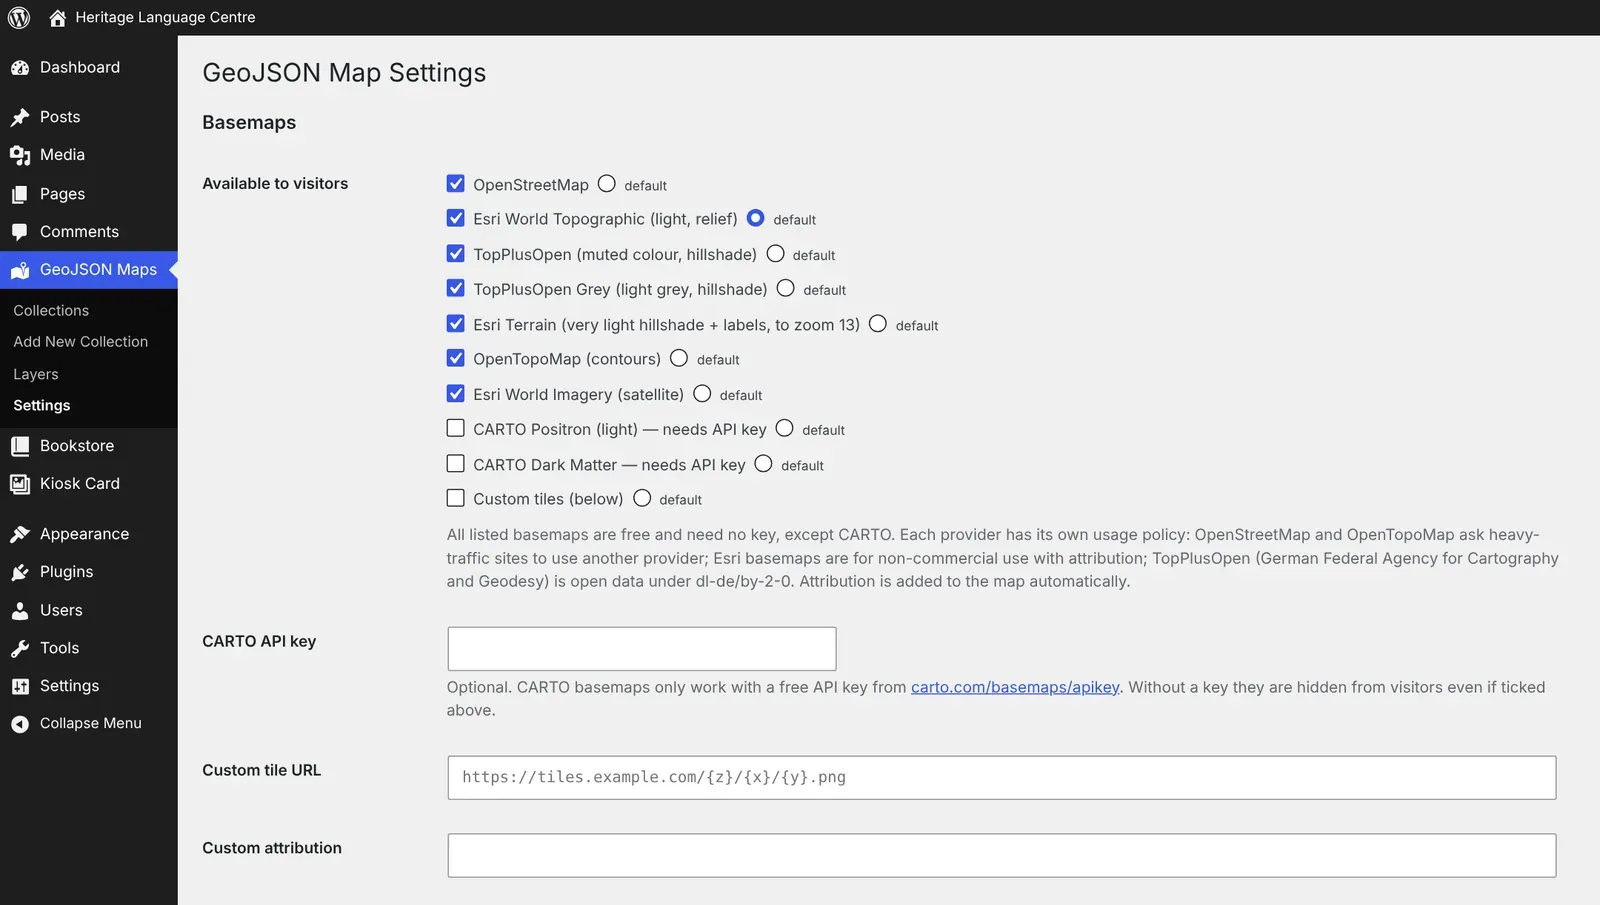 Heritage Language Centre
Dashboard
Posts
Media
Pages
Comments
GeoJSON Maps
Collections
Add New Collection
Layers
Settings
Bookstore
Kiosk Card
Appearance
Plugins
Users
Tools
Settings
Collapse Menu
GeoJSON Map Settings
Basemaps
Available to visitors
OpenStreetMap default
Esri World Topographic (light, relief) default
TopPlusOpen (muted colour, hillshade) default
TopPlusOpen Grey (light grey, hillshade) default
Esri Terrain (very light hillshade + labels, to zoom 13) default
OpenTopoMap (contours) default
Esri World Imagery (satellite) default
CARTO Positron (light) — needs API key default
CARTO Dark Matter — needs API key default
Custom tiles (below) default
All listed basemaps are free and need no key, except CARTO. Each provider has its own usage policy: OpenStreetMap and OpenTopoMap ask heavy-
traffic sites to use another provider; Esri basemaps are for non-commercial use with attribution; TopPlusOpen (German Federal Agency for Cartography
and Geodesy) is open data under dl-de/by-2-0. Attribution is added to the map automatically.
CARTO API key
Optional. CARTO basemaps only work with a free API key from carto.com/basemaps/apikey. Without a key they are hidden from visitors even if ticked
above.
Custom tile URL
https://tiles.example.com/{z}/{x}/{y}.png
Custom attribution